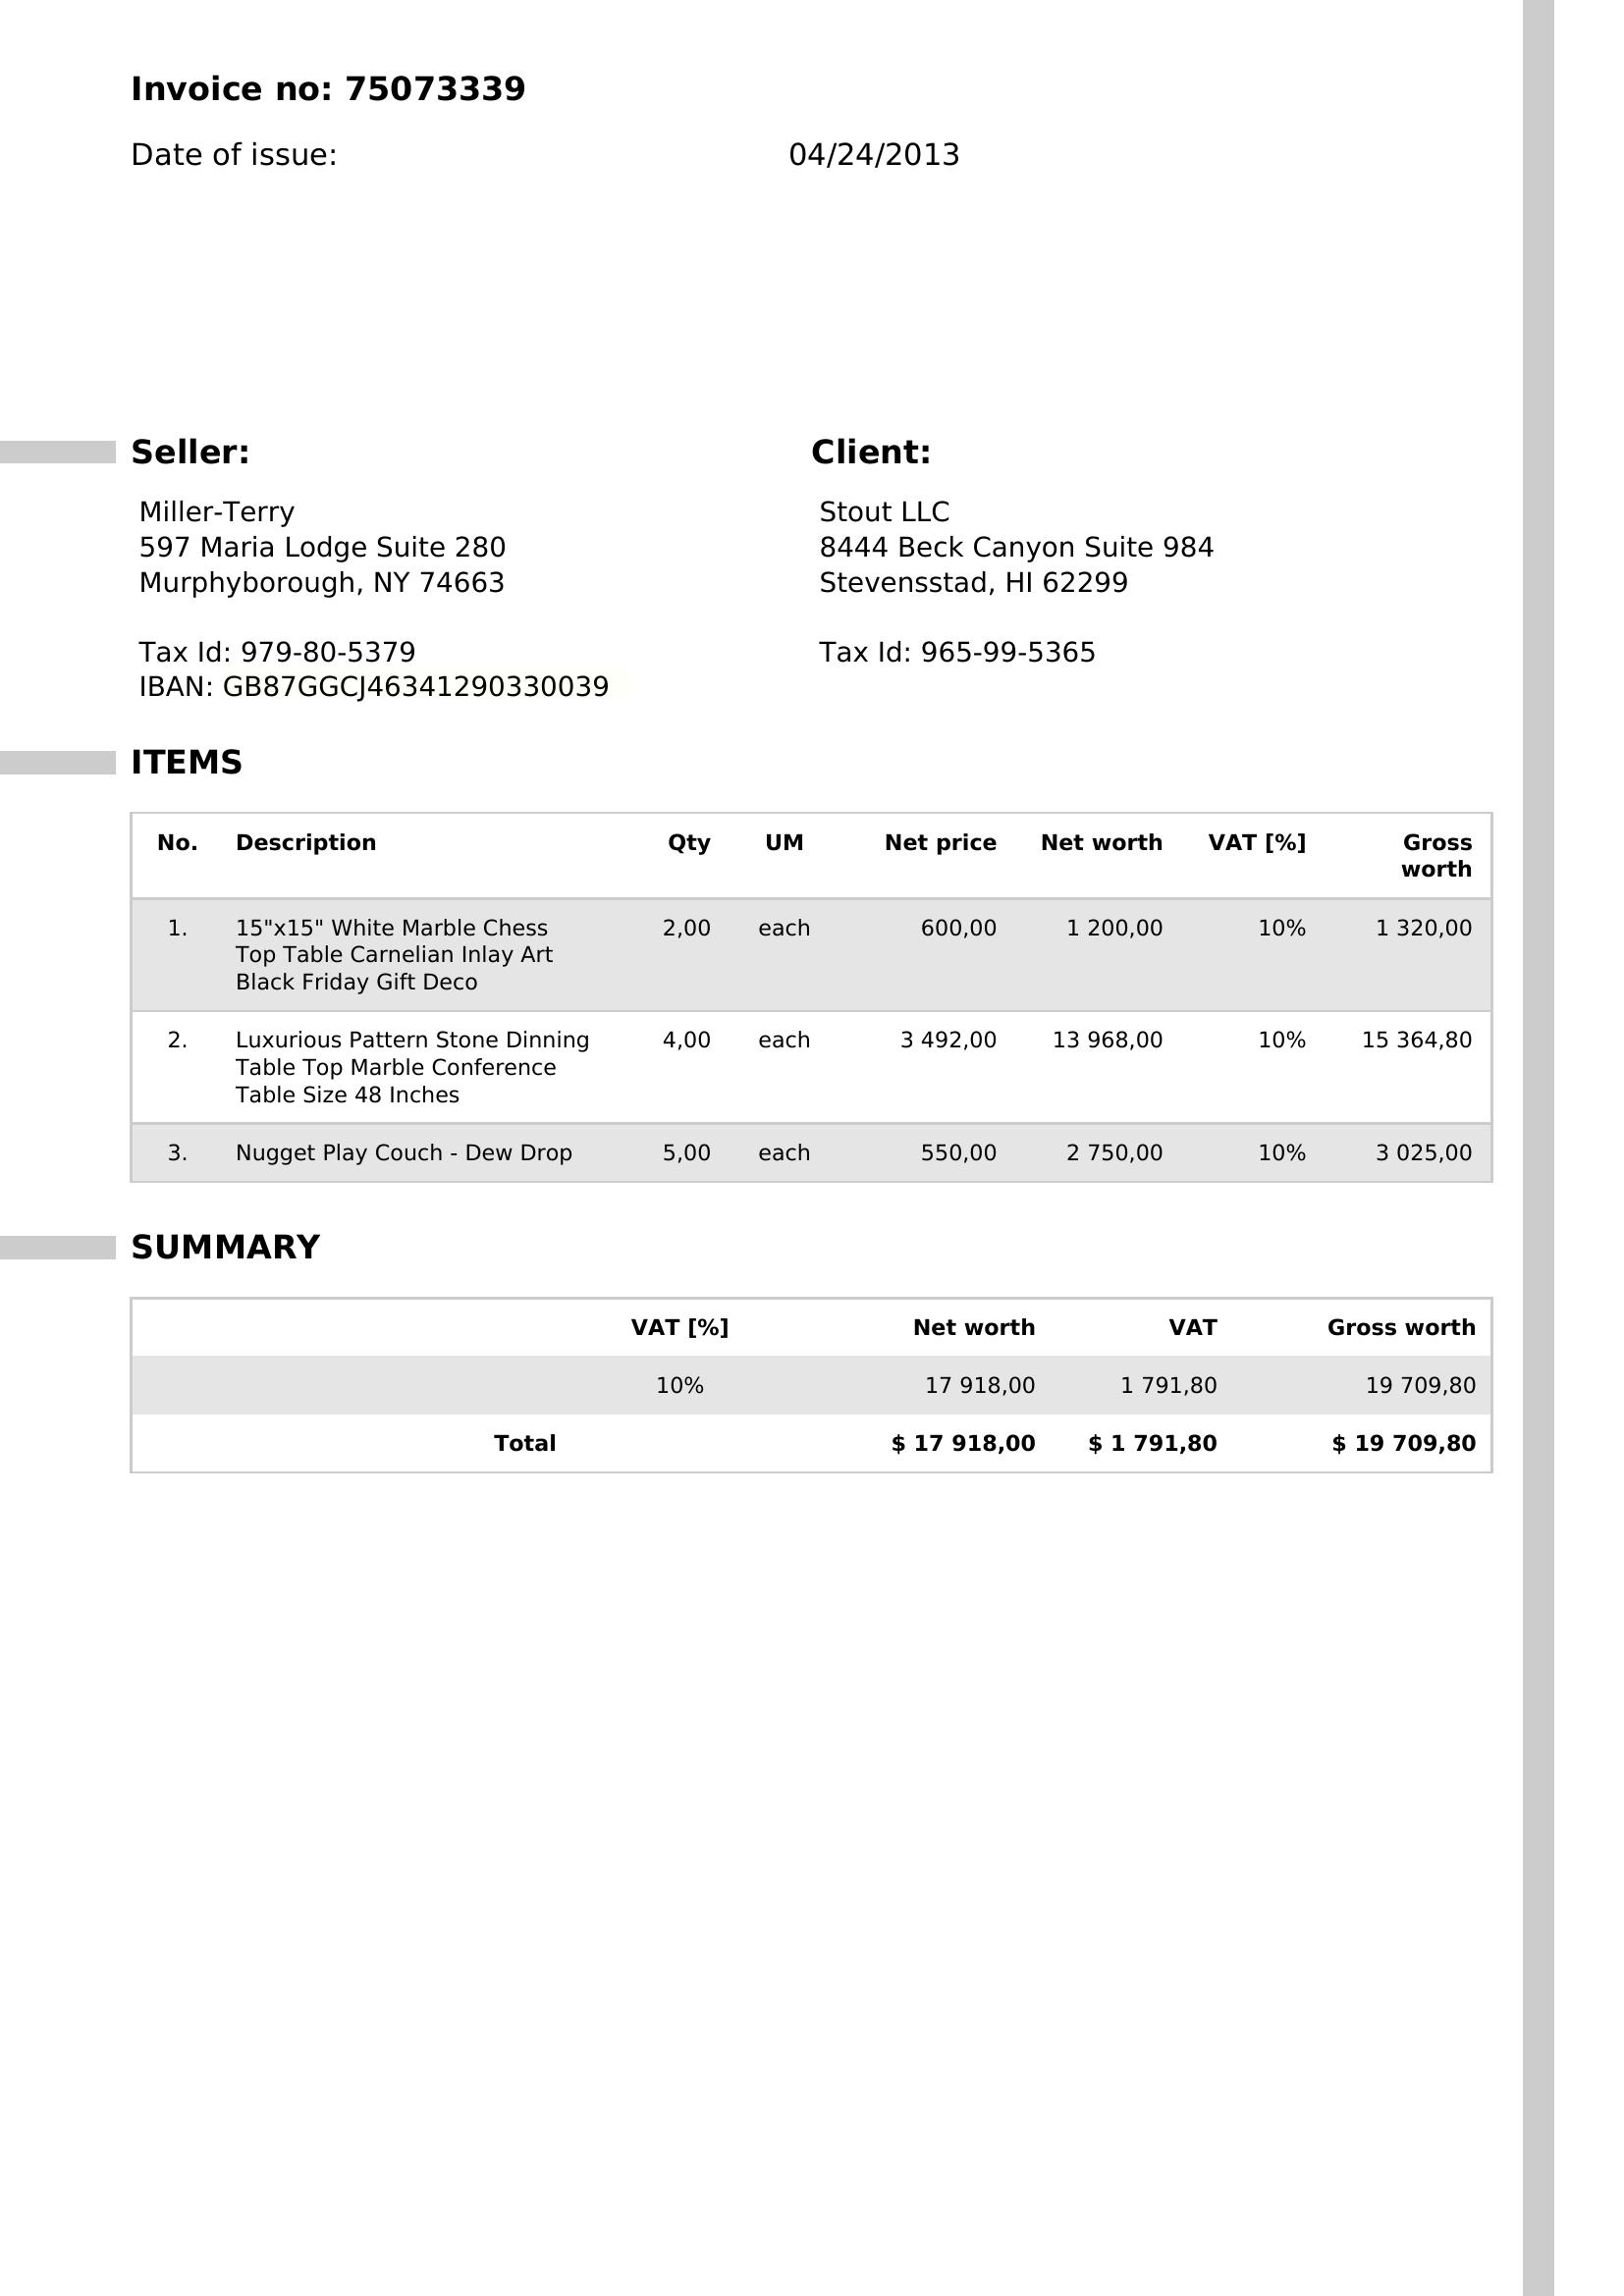 Invoice no: 75073339
Date of issue: 04/24/2013
Seller:
Miller-Terry
597 Maria Lodge Suite 280
Murphyborough, NY 74663
Tax Id: 979-80-5379
IBAN: GB87GGCJ46341290330039
Client:
Stout LLC
8444 Beck Canyon Suite 984
Stevensstad, HI 62299
Tax Id: 965-99-5365
ITEMS
No. Description Qty UM Net price Net worth VAT [%] Gross
worth
1. 15"x15" White Marble Chess 2,00 each 600,00 1 200,00 10% 1 320,00
Top Table Carnelian Inlay Art
Black Friday Gift Deco
2. Luxurious Pattern Stone Dinning 4,00 each 3 492,00 13 968,00 10% 15 364,80
Table Top Marble Conference
Table Size 48 Inches
3. Nugget Play Couch - Dew Drop 5,00 each 550,00 2 750,00 10% 3 025,00
SUMMARY
VAT [%] Net worth VAT Gross worth
10% 17 918,00 1 791,80 19 709,80
Total $ 17 918,00 $ 1 791,80 $ 19 709,80